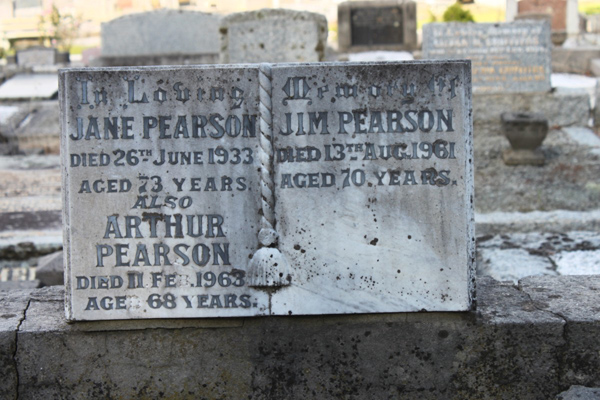 In Loving Memory
JANE PEARSON
DIED 26TH JUNE 1933
AGED 73 YEARS.
ALSO
ARTHUR
PEARSON
DIED 11 FEB. 1963
AGED 68 YEARS.
JIM PEARSON
DIED 13TH AUG. 1961
AGED 70. YEARS.